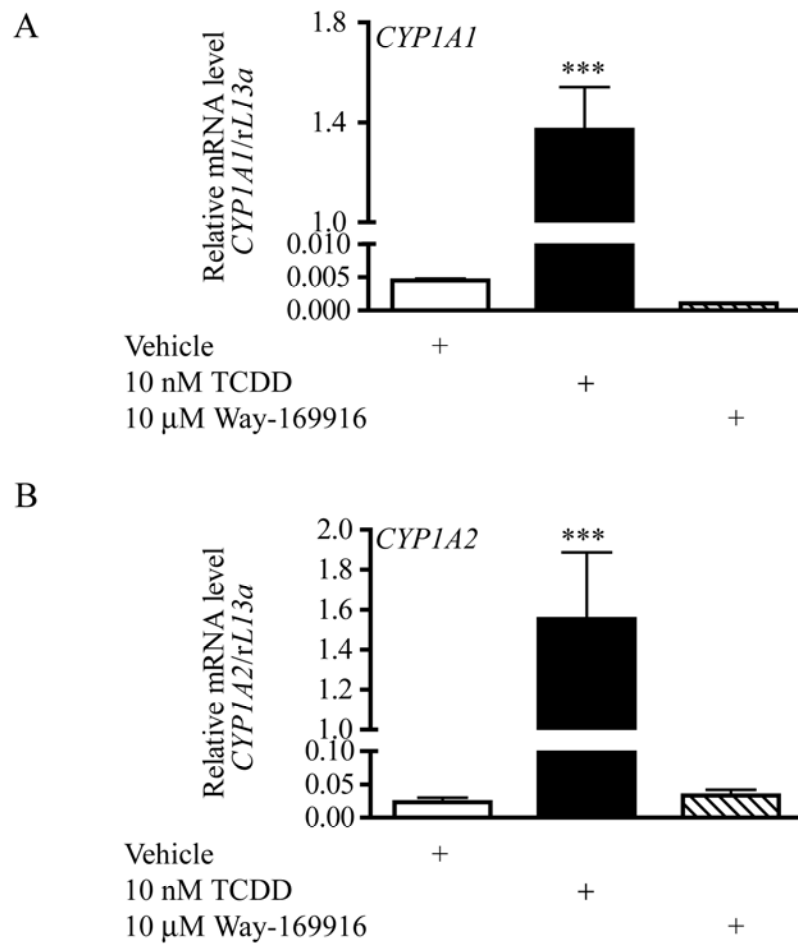 A
Relative mRNA level
CYP1A1/rL13a
CYP1A1
1.8
1.4
1.0
0.010
0.005
0.000
***
Vehicle +
10 nM TCDD +
10 μM Way-169916 +
B
Relative mRNA level
CYP1A2/rL13a
CYP1A2
2.0
1.8
1.6
1.4
1.2
1.0
0.10
0.05
0.00
***
Vehicle +
10 nM TCDD +
10 μM Way-169916 +